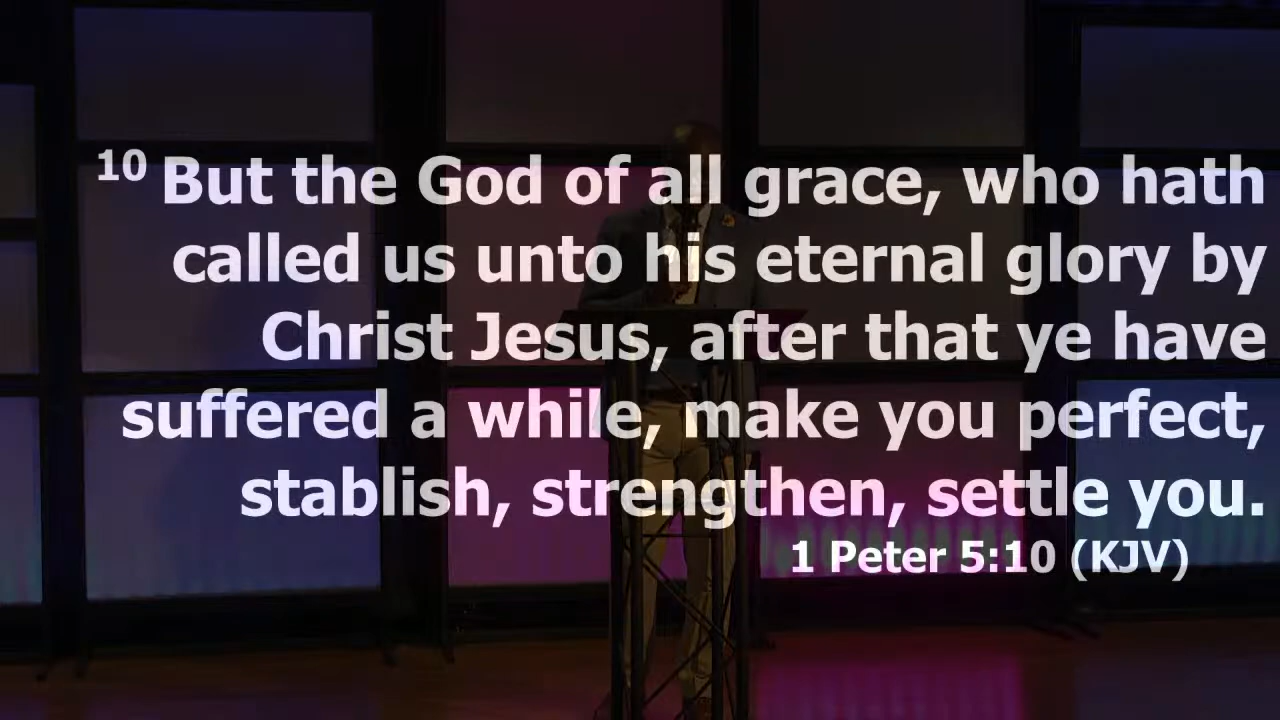 10 But the God of all grace, who hath
called us unto his eternal glory by
Christ Jesus, after that ye have
suffered a while, make you perfect,
stablish, strengthen, settle you.
1 Peter 5:10 (KJV)